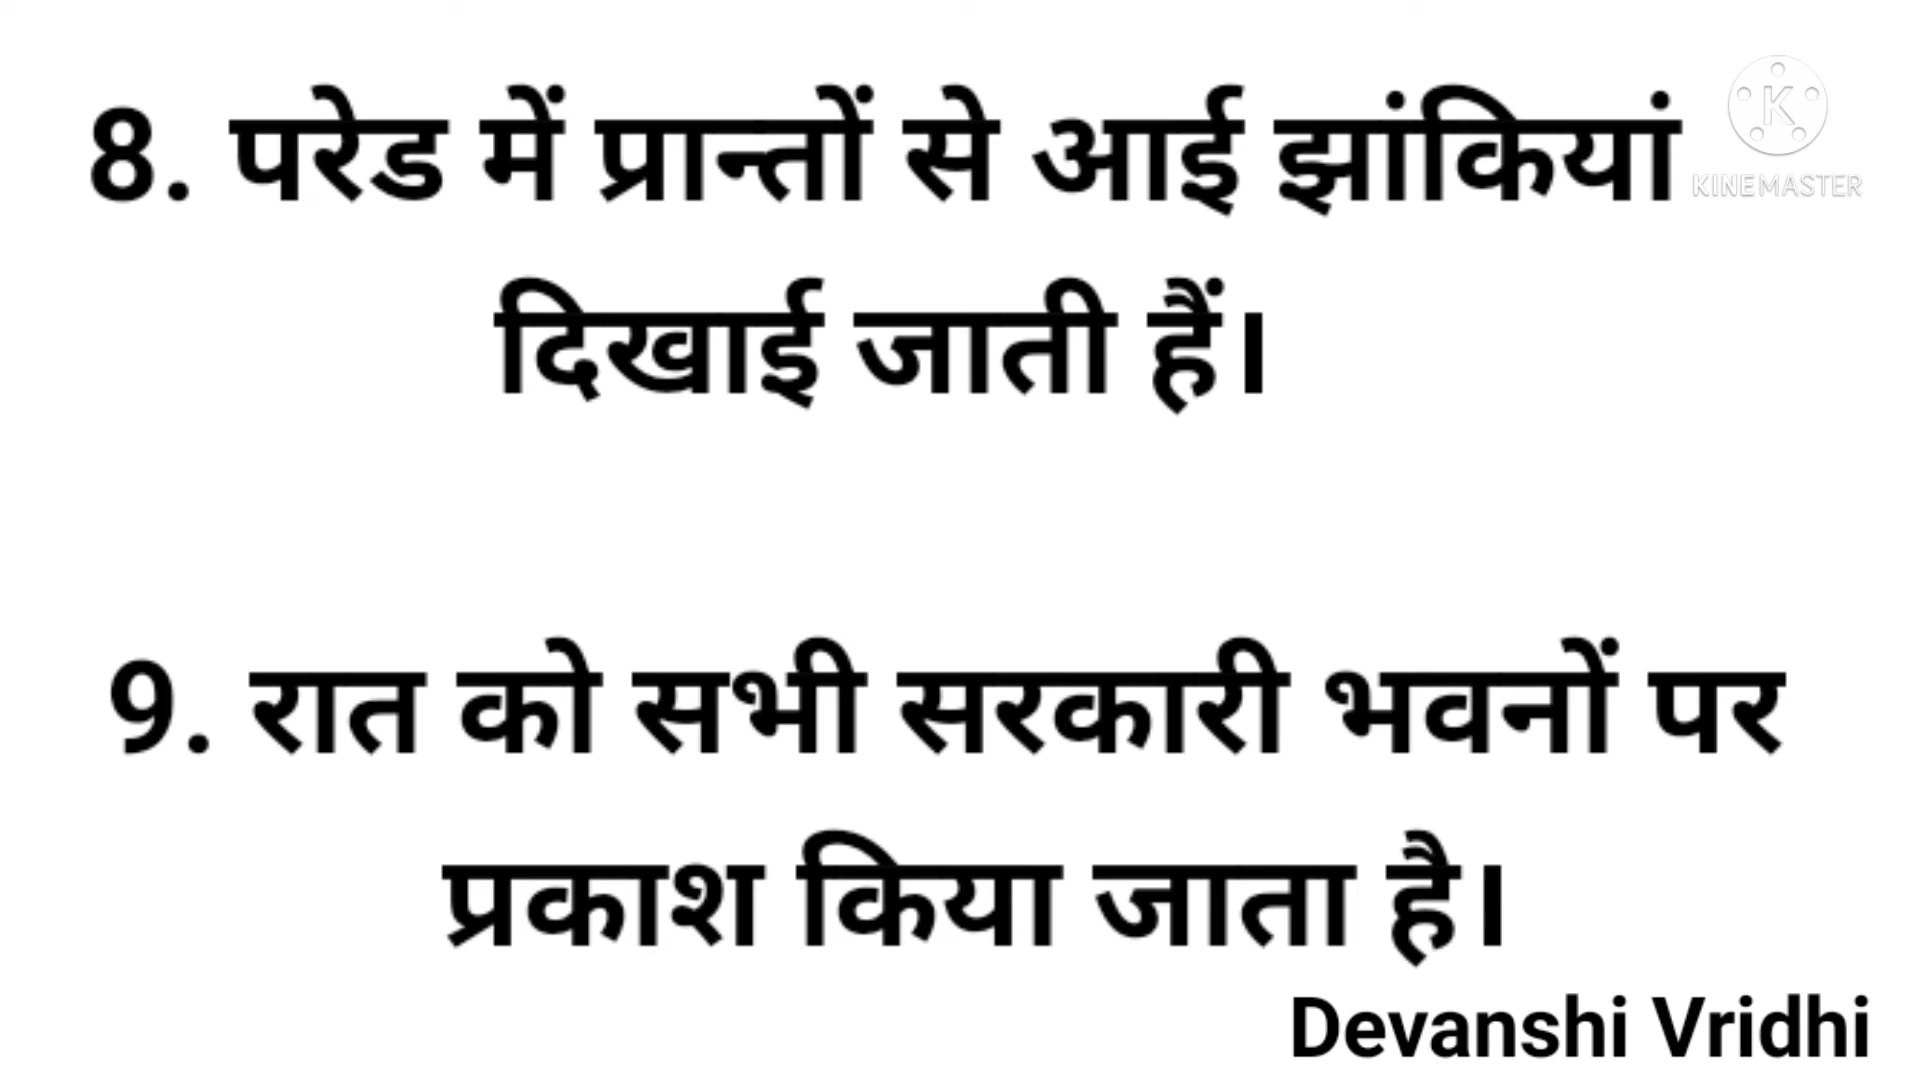 8. परेड में प्रान्तों से आई झांकियां
दिखाई जाती हैं।
K
KINEMASTER
9. रात को सभी सरकारी भवनों पर
प्रकाश किया जाता है।
Devanshi Vridhi